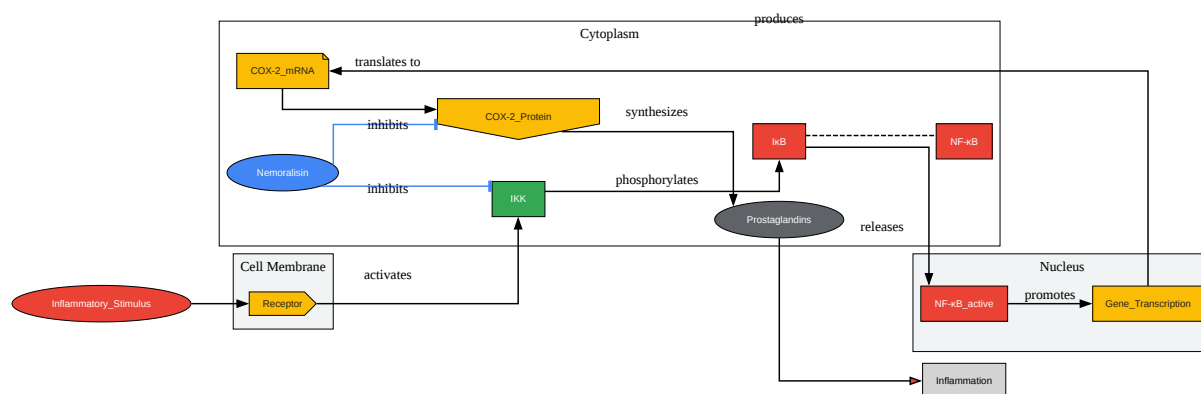 produces
Cytoplasm
COX-2_mRNA
translates to
COX-2_Protein
synthesizes
inhibits
IκB
NF-κB
Nemoralisin
inhibits
IKK
phosphorylates
Prostaglandins
releases
Cell Membrane
activates
Nucleus
Inflammatory_Stimulus
Receptor
NF-κB_active
promotes
Gene_Transcription
Inflammation